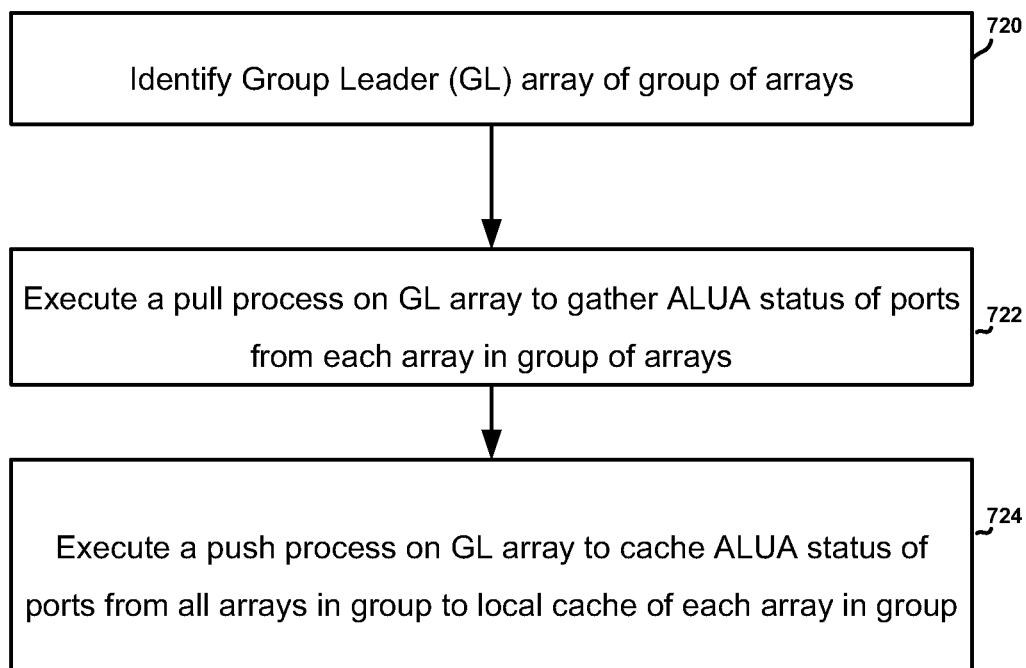 720
Identify Group Leader (GL) array of group of arrays
Execute a pull process on GL array to gather ALUA status of ports
722
from each array in group of arrays
724
Execute a push process on GL array to cache ALUA status of
ports from all arrays in group to local cache of each array in group